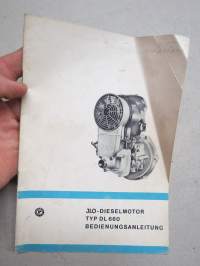 JLO-DIESELMOTOR
TYP DL 660
BEDIENUNGSANLEITUNG